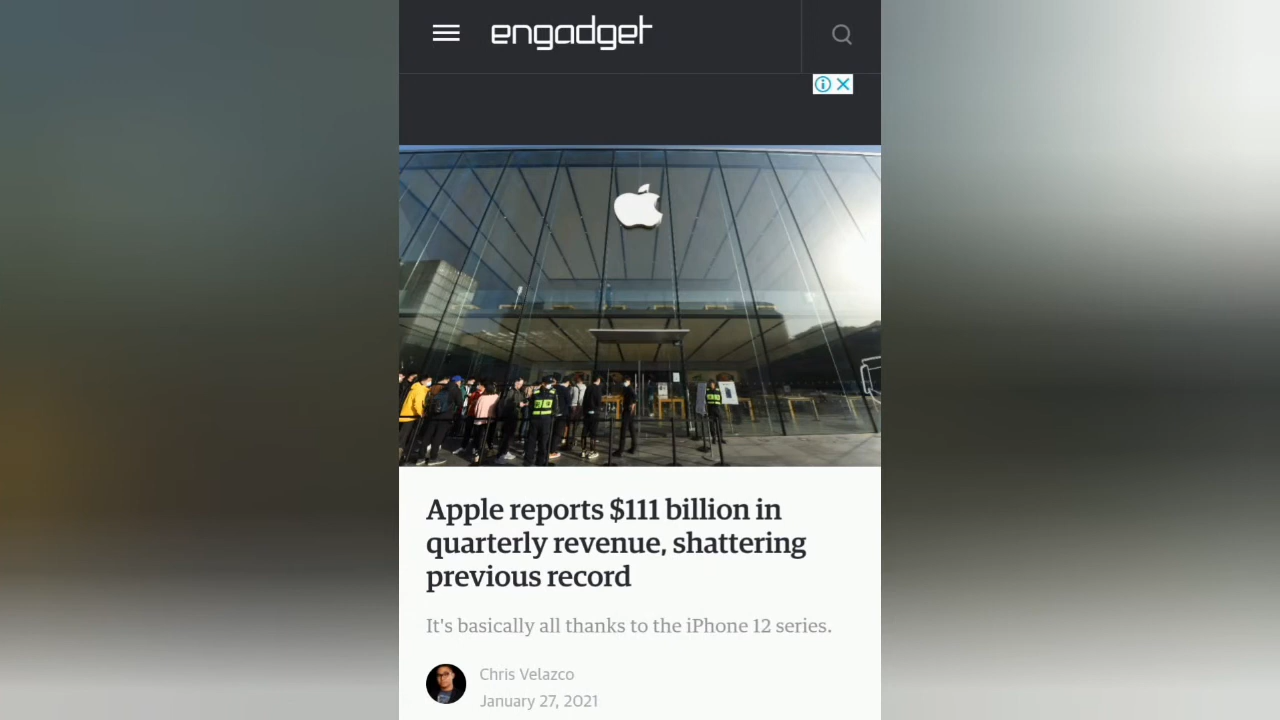 engadget
Apple reports $111 billion in
quarterly revenue, shattering
previous record
It's basically all thanks to the iPhone 12 series.
Chris Velazco
January 27, 2021